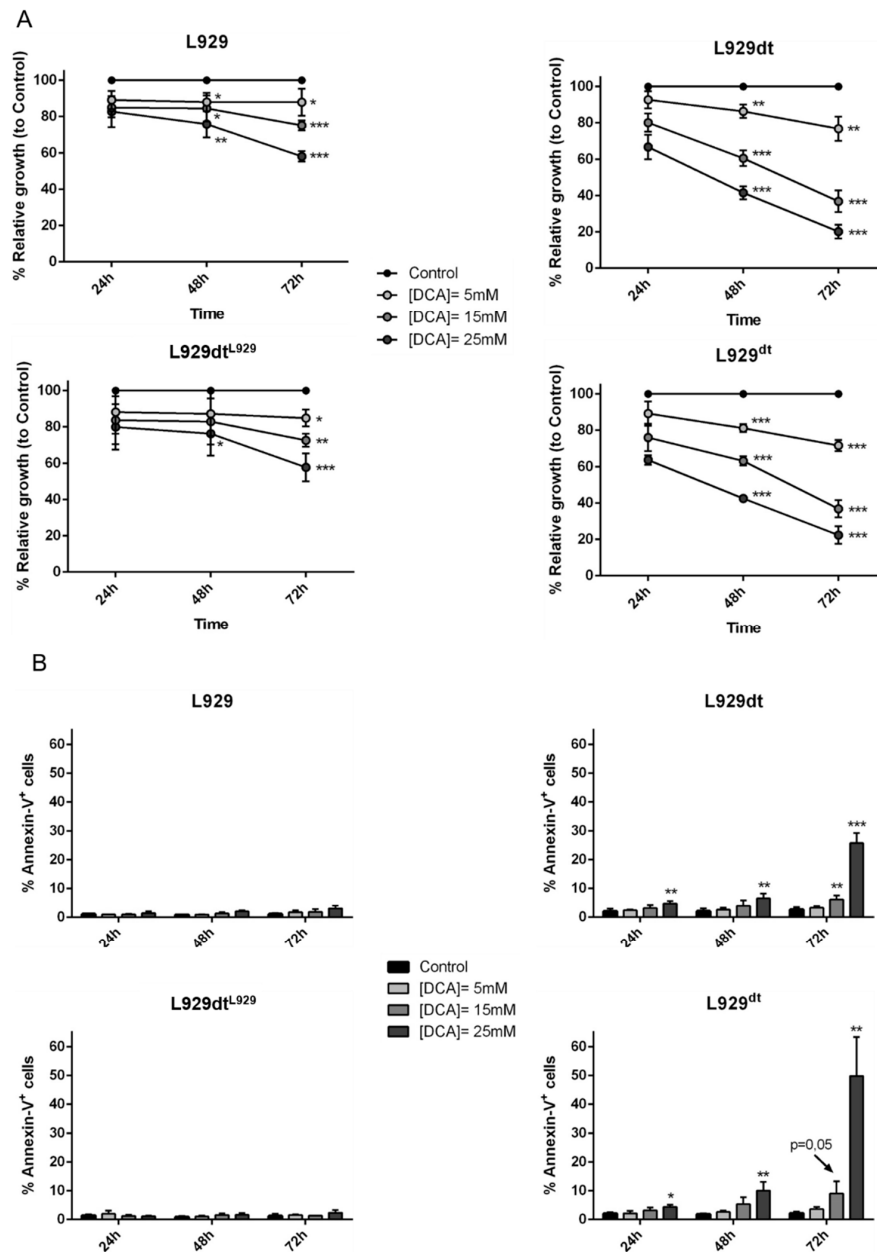 A
L929
% Relative growth (to Control)
100
80
60
40
20
0
*
*
**
*
***
***
24h
48h
72h
Time
L929dt
% Relative growth (to Control)
100
80
60
40
20
0
**
***
***
**
***
***
24h
48h
72h
Time
Control
[DCA]= 5mM
[DCA]= 15mM
[DCA]= 25mM
L929dtL929
% Relative growth (to Control)
100
80
60
40
20
0
*
*
**
***
24h
48h
72h
Time
L929dt
% Relative growth (to Control)
100
80
60
40
20
0
***
***
***
***
***
***
24h
48h
72h
Time
B
L929
% Annexin-V+ cells
60
50
40
30
20
10
0
24h
48h
72h
L929dt
% Annexin-V+ cells
60
50
40
30
20
10
0
**
**
**
***
24h
48h
72h
Control
[DCA]= 5mM
[DCA]= 15mM
[DCA]= 25mM
L929dtL929
% Annexin-V+ cells
60
50
40
30
20
10
0
24h
48h
72h
L929dt
% Annexin-V+ cells
60
50
40
30
20
10
0
*
**
p=0,05
**
24h
48h
72h